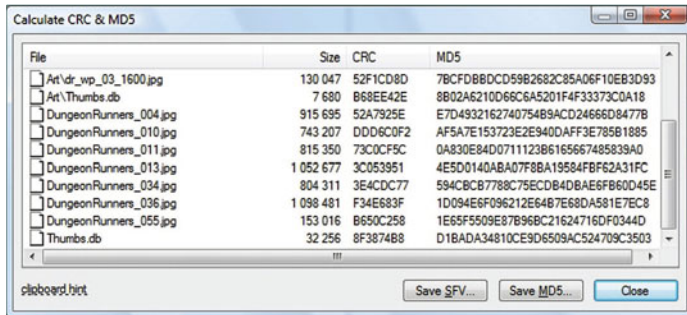 Calculate CRC & MD5
File Size CRC MD5
Art\dr_wp_03_1600.jpg 130 047 52F1CD8D 7BCFDBBDCD59B2682C85A06F10EB3D93
Art\Thumbs.db 7 680 B68EE42E 8B02A6210D66C6A5201F4F33373C0A18
DungeonRunners_004.jpg 915 695 52A7925E E7D4932162740754B9ACD24666D8477B
DungeonRunners_010.jpg 743 207 DDD6C0F2 AF5A7E153723E2E940DAFF3E785B1885
DungeonRunners_011.jpg 815 350 73C0CF5C 0A830E84D0711123B6165667485839A0
DungeonRunners_013.jpg 1 052 677 3C053951 4E5D0140ABA07F8BA19584FBF62A31FC
DungeonRunners_034.jpg 804 311 3E4CDC77 594CBCB7788C75ECDB4DBAE6FB60D45E
DungeonRunners_036.jpg 1 098 481 F34E683F 1D094E6F096212E64B7E68DA581E7EC8
DungeonRunners_055.jpg 153 016 B650C258 1E65F5509E87B96BC21624716DF0344D
Thumbs.db 32 256 8F3874B8 D1BADA34810CE9D6509AC524709C3503
clipboard hint Save SFV... Save MD5... Close